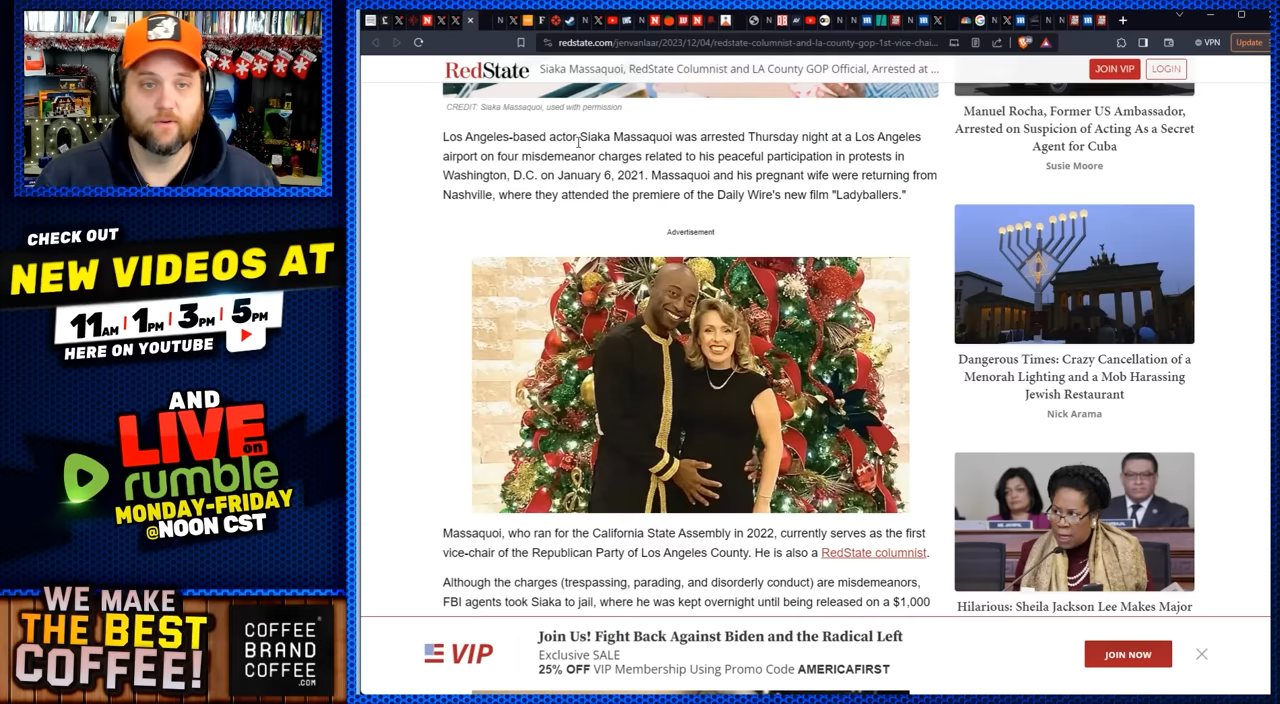 CHECK OUT
NEW VIDEOS AT
11AM | 1PM | 3PM | 5PM
HERE ON YOUTUBE
AND
LIVE on
rumble
MONDAY-FRIDAY
@NOON CST
WE MAKE
THE BEST
COFFEE!
COFFEE
BRAND
COFFEE
.COM
redstate.com/jenvanlaar/2023/12/04/redstate-columnist-and-la-county-gop-1st-vice-chai...
VPN
Update
RedState
Siaka Massaquoi, RedState Columnist and LA County GOP Official, Arrested at ...
JOIN VIP
LOGIN
CREDIT: Siaka Massaquoi, used with permission
Los Angeles-based actor Siaka Massaquoi was arrested Thursday night at a Los Angeles
airport on four misdemeanor charges related to his peaceful participation in protests in
Washington, D.C. on January 6, 2021. Massaquoi and his pregnant wife were returning from
Nashville, where they attended the premiere of the Daily Wire's new film "Ladyballers."
Advertisement
Massaquoi, who ran for the California State Assembly in 2022, currently serves as the first
vice-chair of the Republican Party of Los Angeles County. He is also a RedState columnist.
Although the charges (trespassing, parading, and disorderly conduct) are misdemeanors,
FBI agents took Siaka to jail, where he was kept overnight until being released on a $1,000
Manuel Rocha, Former US Ambassador,
Arrested on Suspicion of Acting As a Secret
Agent for Cuba
Susie Moore
Dangerous Times: Crazy Cancellation of a
Menorah Lighting and a Mob Harassing
Jewish Restaurant
Nick Arama
Hilarious: Sheila Jackson Lee Makes Major
VIP
Join Us! Fight Back Against Biden and the Radical Left
Exclusive SALE
25% OFF VIP Membership Using Promo Code AMERICAFIRST
JOIN NOW